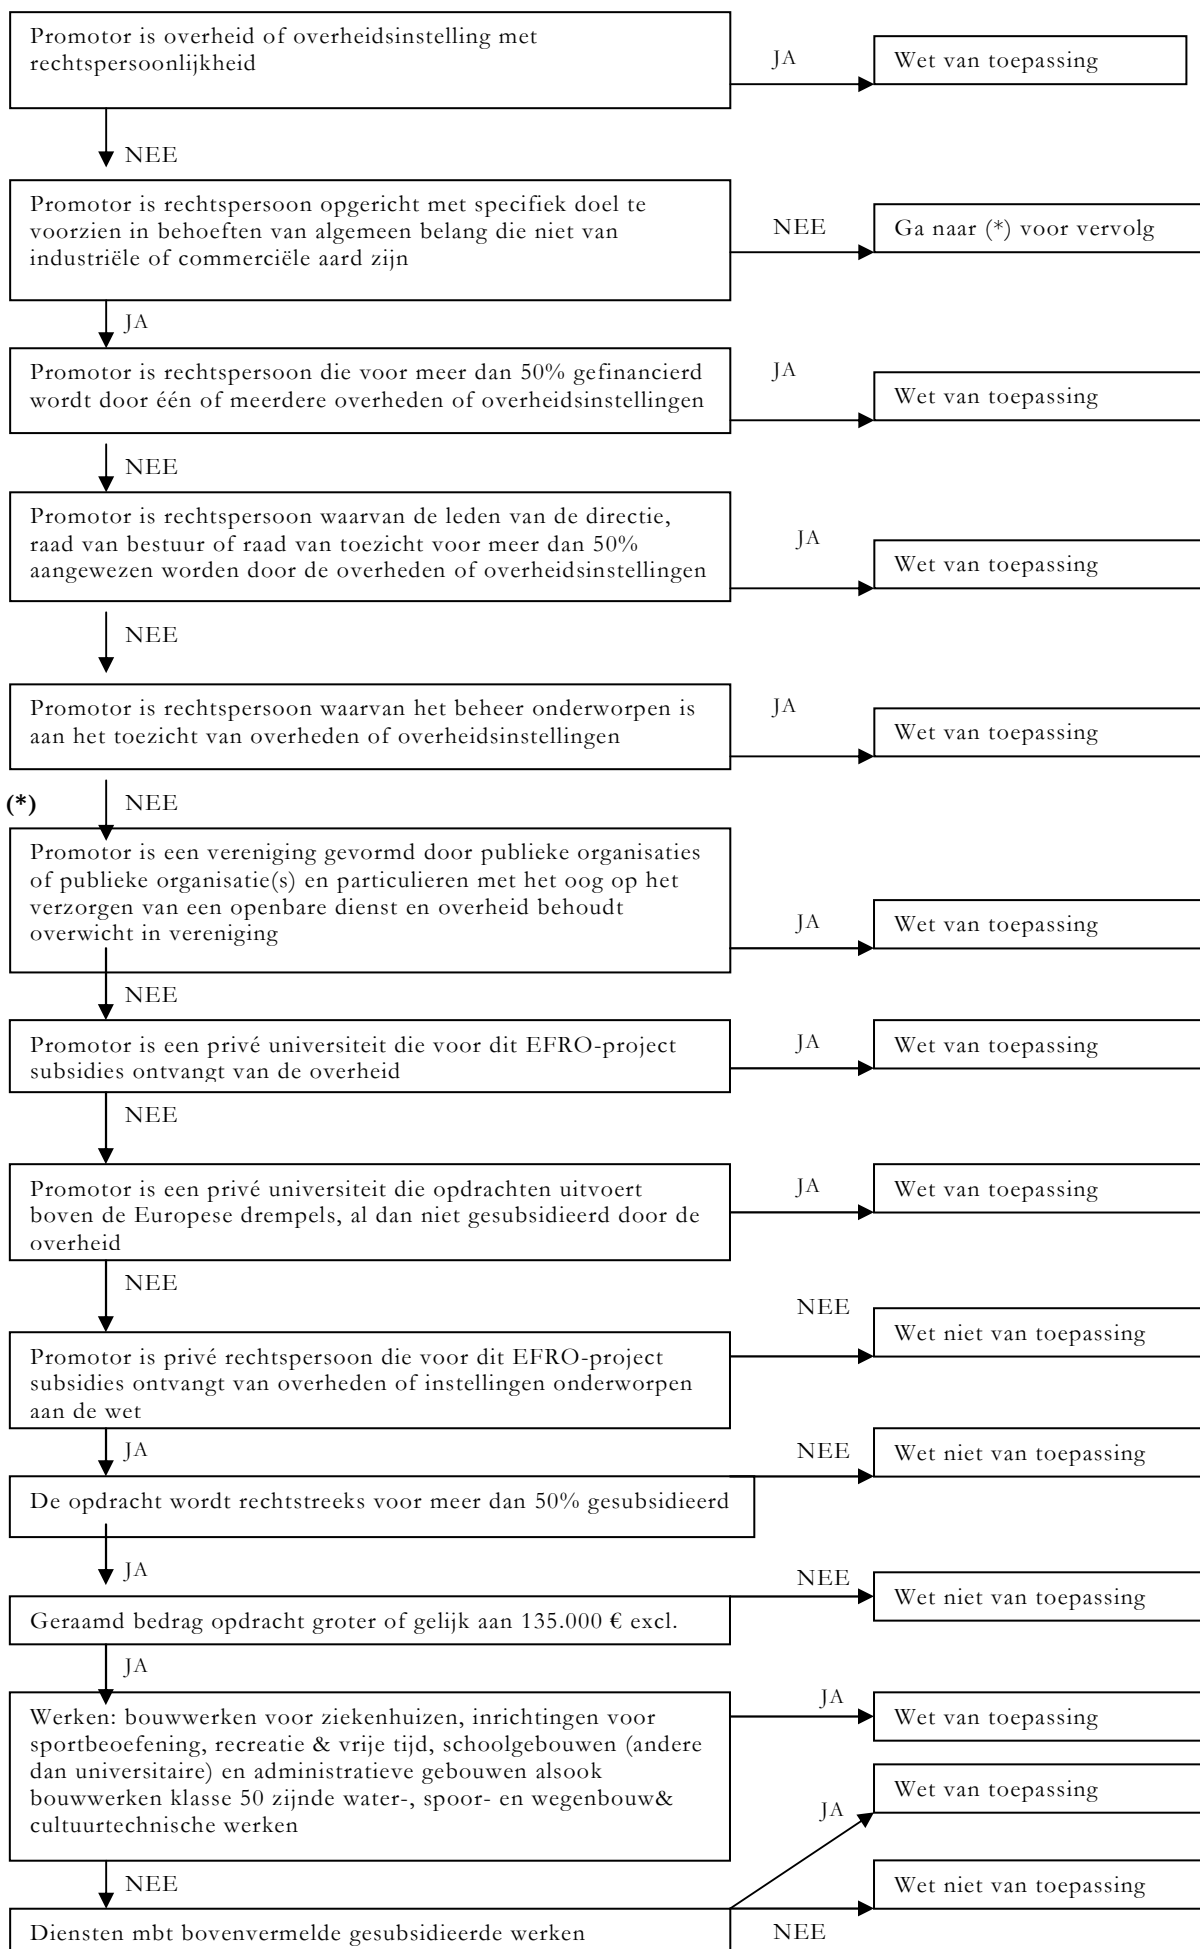 Promotor is overheid of overheidsinstelling met
rechtspersoonlijkheid
JA
Wet van toepassing
NEE
Promotor is rechtspersoon opgericht met specifiek doel te
voorzien in behoeften van algemeen belang die niet van
industriële of commerciële aard zijn
NEE
Ga naar (*) voor vervolg
JA
Promotor is rechtspersoon die voor meer dan 50% gefinancierd
wordt door één of meerdere overheden of overheidsinstellingen
JA
Wet van toepassing
NEE
Promotor is rechtspersoon waarvan de leden van de directie,
raad van bestuur of raad van toezicht voor meer dan 50%
aangewezen worden door de overheden of overheidsinstellingen
JA
Wet van toepassing
NEE
Promotor is rechtspersoon waarvan het beheer onderworpen is
aan het toezicht van overheden of overheidsinstellingen
JA
Wet van toepassing
(*)
NEE
Promotor is een vereniging gevormd door publieke organisaties
of publieke organisatie(s) en particulieren met het oog op het
verzorgen van een openbare dienst en overheid behoudt
overwicht in vereniging
JA
Wet van toepassing
NEE
Promotor is een privé universiteit die voor dit EFRO-project
subsidies ontvangt van de overheid
JA
Wet van toepassing
NEE
Promotor is een privé universiteit die opdrachten uitvoert
boven de Europese drempels, al dan niet gesubsidieerd door de
overheid
JA
Wet van toepassing
NEE
Promotor is privé rechtspersoon die voor dit EFRO-project
subsidies ontvangt van overheden of instellingen onderworpen
aan de wet
NEE
Wet niet van toepassing
JA
De opdracht wordt rechtstreeks voor meer dan 50% gesubsidieerd
NEE
Wet niet van toepassing
JA
Geraamd bedrag opdracht groter of gelijk aan 135.000 € excl.
NEE
Wet niet van toepassing
JA
Werken: bouwwerken voor ziekenhuizen, inrichtingen voor
sportbeoefening, recreatie & vrije tijd, schoolgebouwen (andere
dan universitaire) en administratieve gebouwen alsook
bouwwerken klasse 50 zijnde water-, spoor- en wegenbouw&
cultuurtechnische werken
JA
Wet van toepassing
JA
Wet van toepassing
NEE
Diensten mbt bovenvermelde gesubsidieerde werken
NEE
Wet niet van toepassing